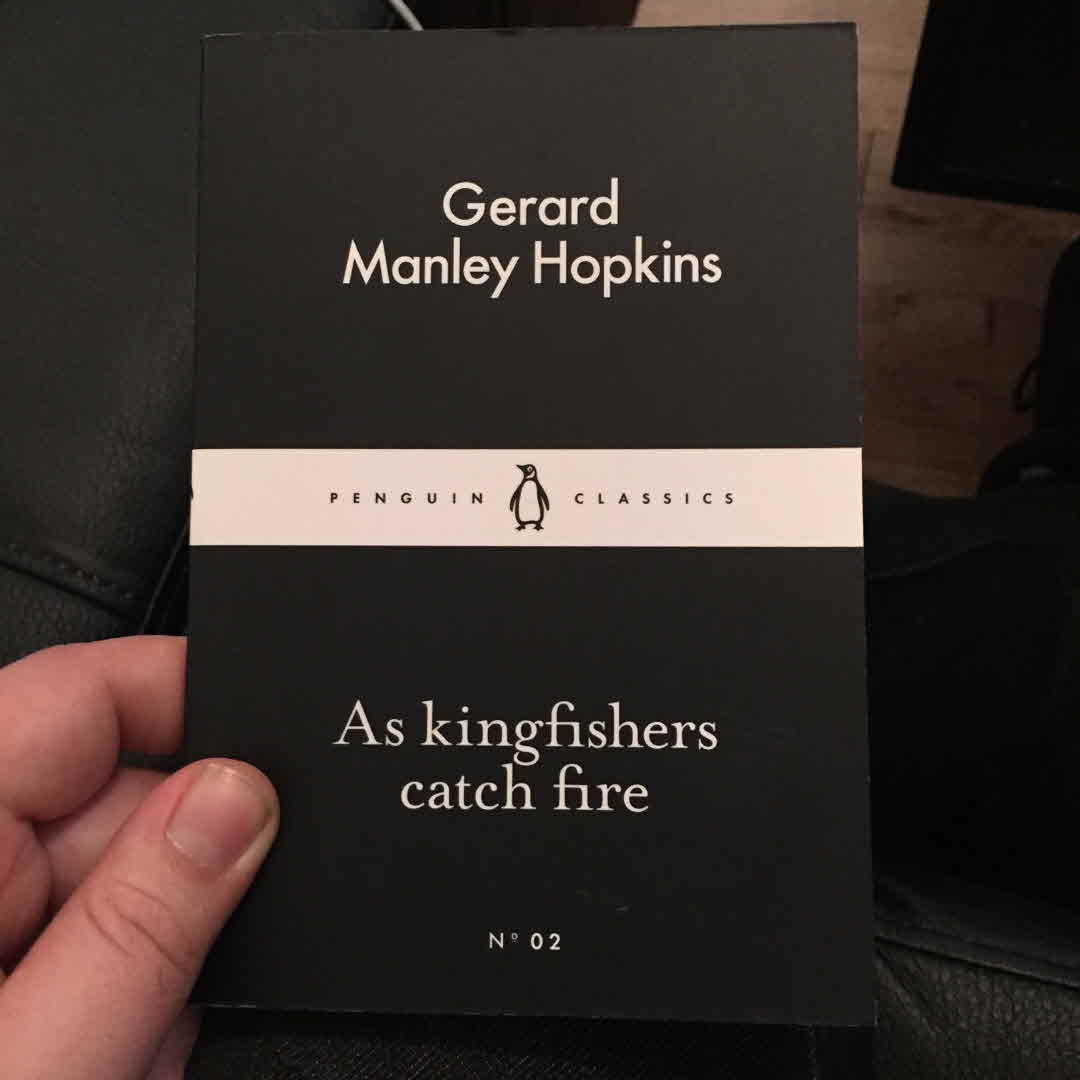 Gerard
Manley Hopkins
PENGUIN CLASSICS
As kingfishers
catch fire
Nº 02